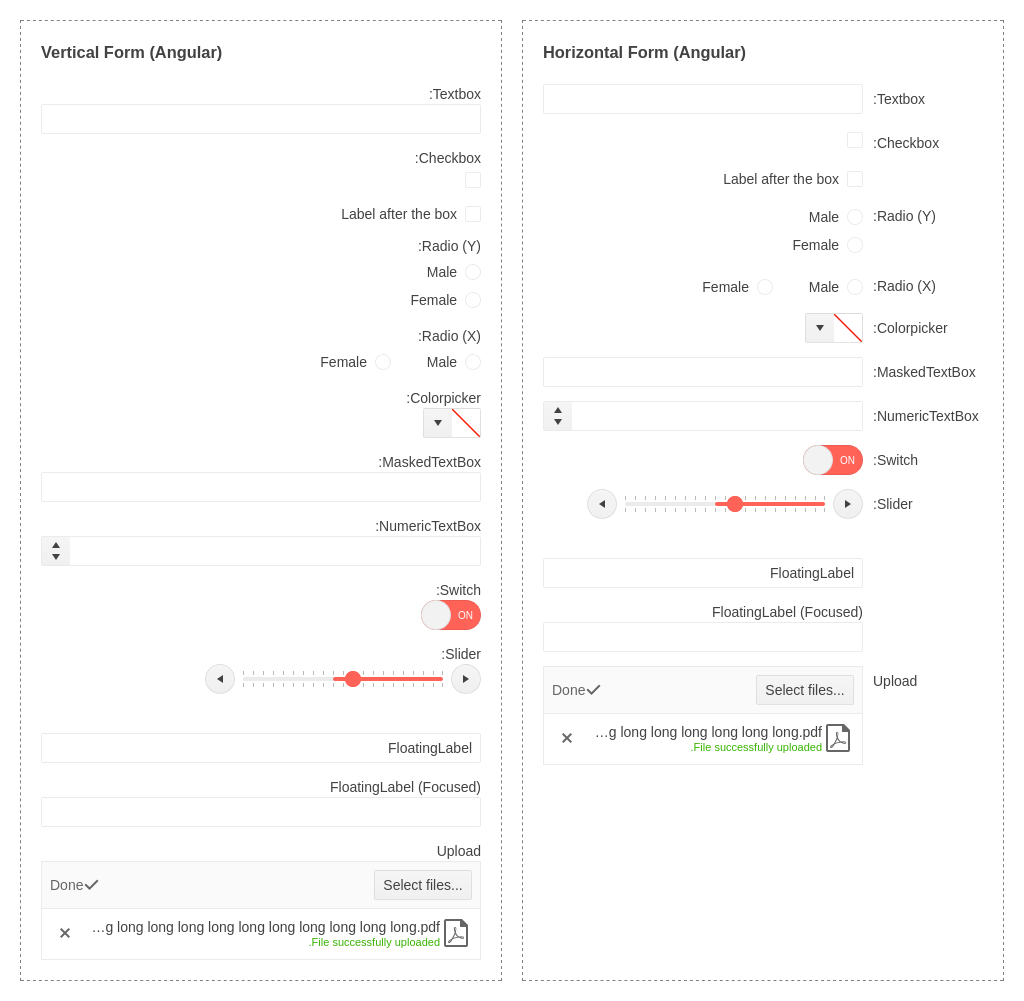 Vertical Form (Angular)
:Textbox
:Checkbox
Label after the box
:Radio (Y)
Male
Female
:Radio (X)
Female Male
:Colorpicker
:MaskedTextBox
:NumericTextBox
:Switch
ON
:Slider
FloatingLabel
FloatingLabel (Focused)
Upload
Done Select files...
...g long long long long long long long long long long.pdf
.File successfully uploaded
Horizontal Form (Angular)
:Textbox
:Checkbox
Label after the box
Male :Radio (Y)
Female
Female Male :Radio (X)
:Colorpicker
:MaskedTextBox
:NumericTextBox
ON :Switch
:Slider
FloatingLabel
FloatingLabel (Focused)
Done Select files... Upload
...g long long long long long long.pdf
.File successfully uploaded